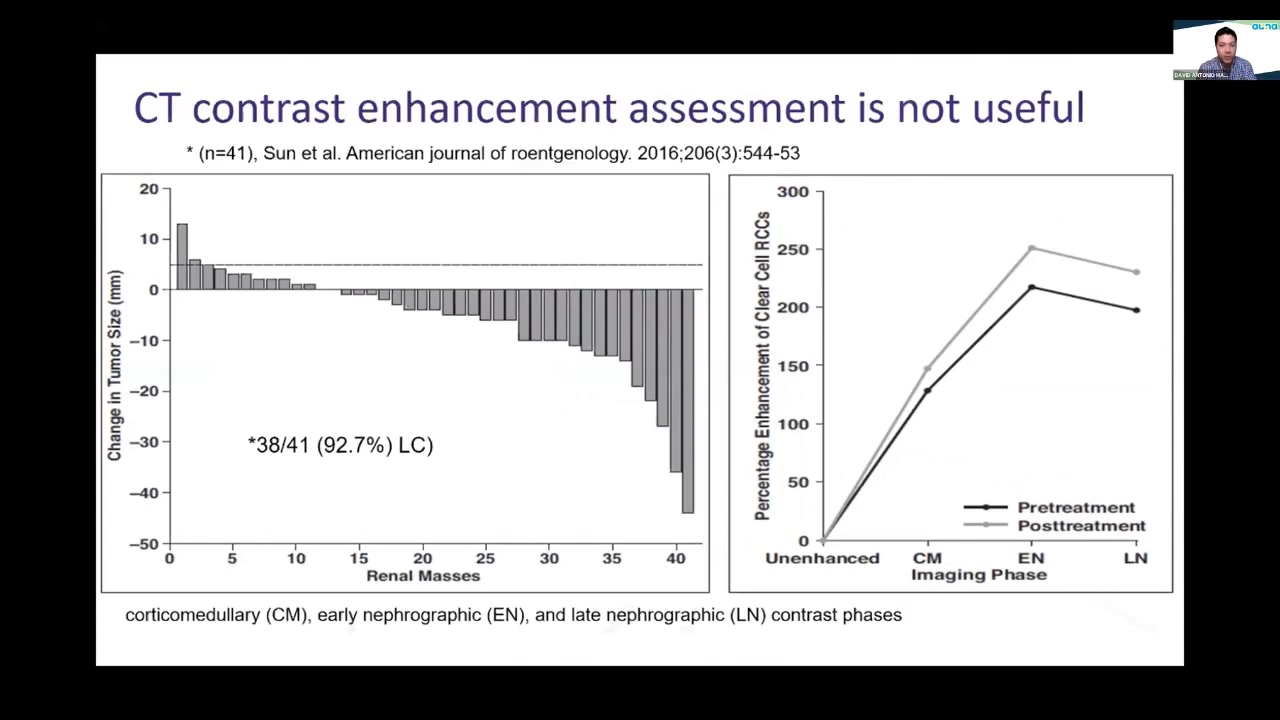 auna
DAVID ANTONIO MA...
CT contrast enhancement assessment is not useful
* (n=41), Sun et al. American journal of roentgenology. 2016;206(3):544-53
Change in Tumor Size (mm)
20
10
0
–10
–20
–30
–40
–50
*38/41 (92.7%) LC)
0 5 10 15 20 25 30 35 40
Renal Masses
Percentage Enhancement of Clear Cell RCCs
300
250
200
150
100
50
0
Pretreatment
Posttreatment
Unenhanced CM EN LN
Imaging Phase
corticomedullary (CM), early nephrographic (EN), and late nephrographic (LN) contrast phases